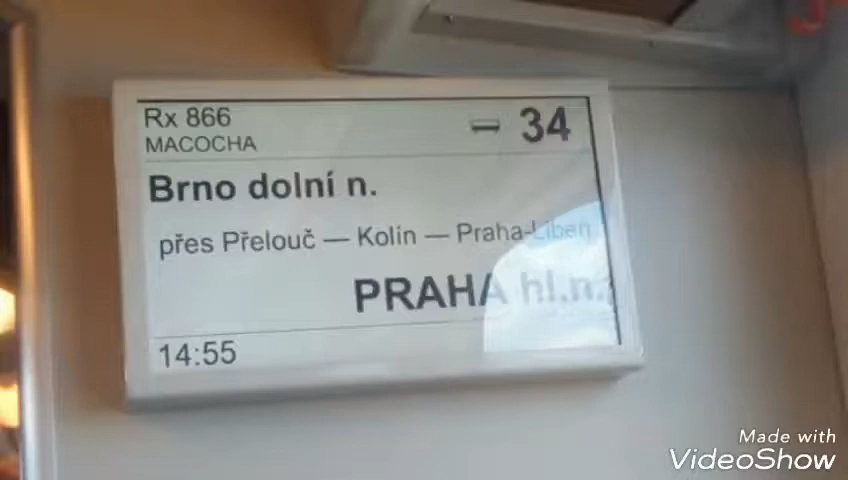 Rx 866
34
MACOCHA
Brno dolní n.
přes Přelouč — Kolín — Praha-Libeň
PRAHA hl.n.
14:55
Made with
VideoShow